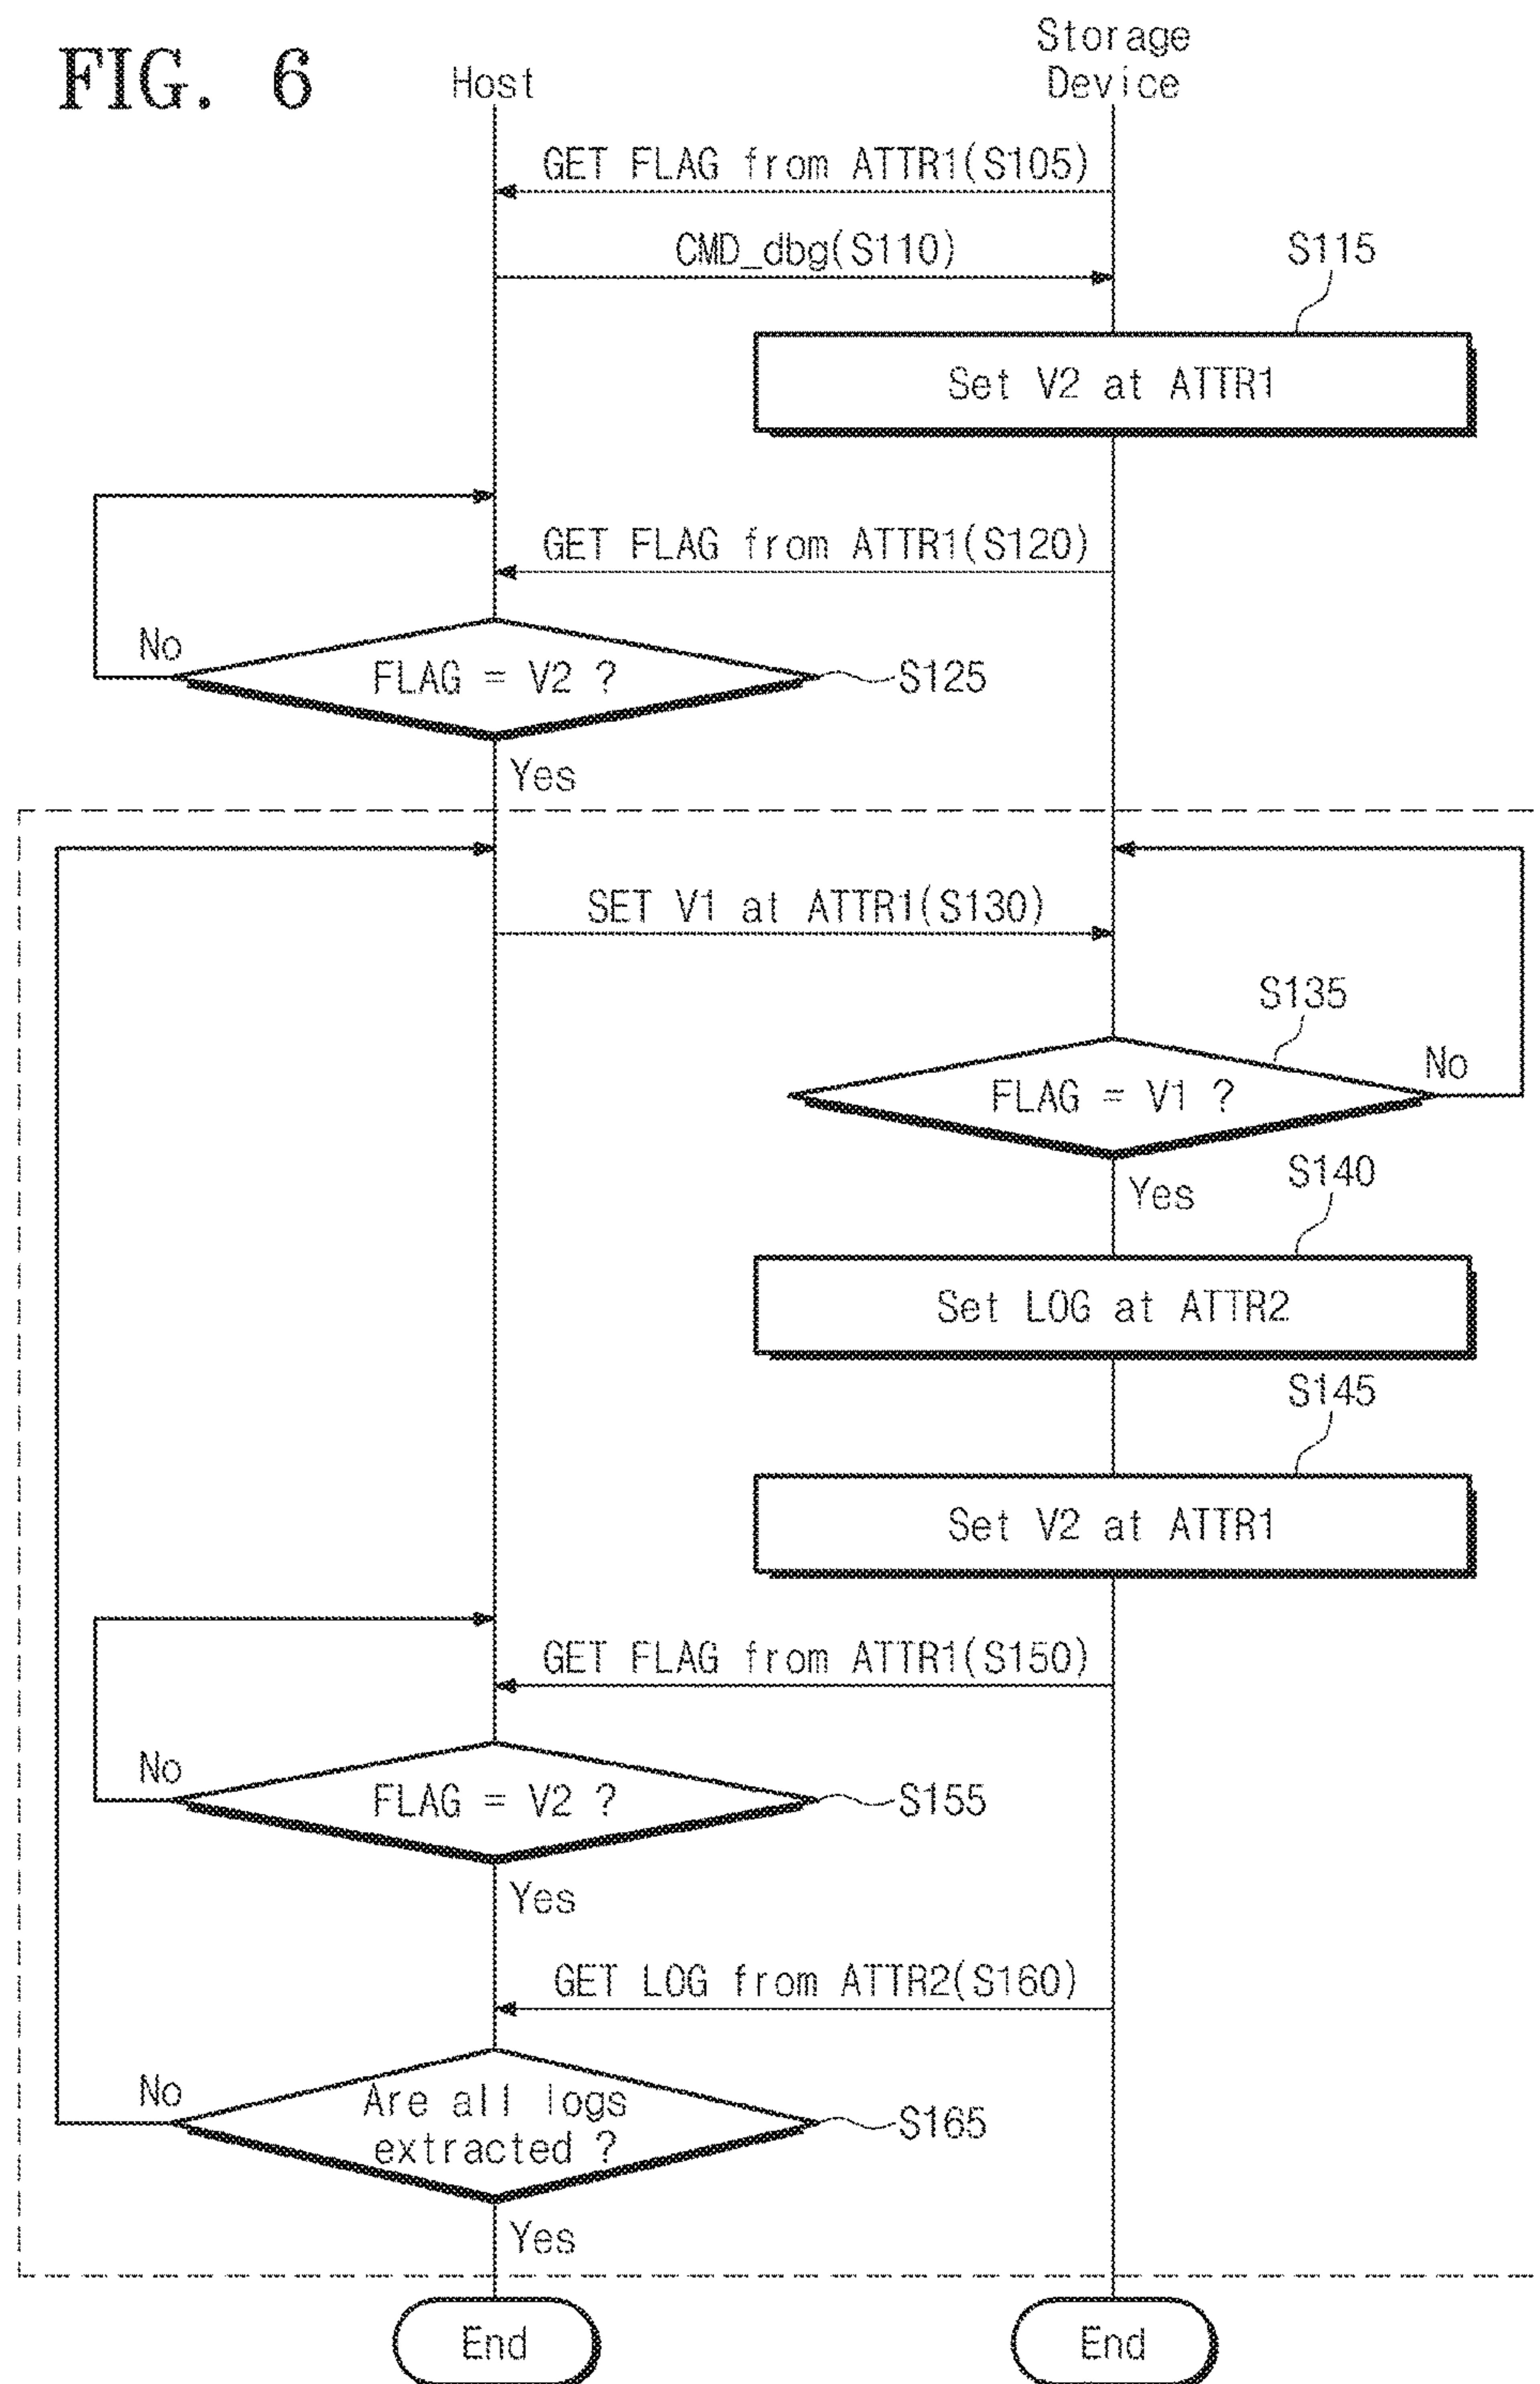 FIG. 6
Host
Storage
Device
GET FLAG from ATTR1(S105)
CMD_dbg(S110)
S115
Set V2 at ATTR1
GET FLAG from ATTR1(S120)
No
FLAG = V2 ?
S125
Yes
SET V1 at ATTR1(S130)
S135
FLAG = V1 ?
No
Yes
S140
Set LOG at ATTR2
S145
Set V2 at ATTR1
GET FLAG from ATTR1(S150)
No
FLAG = V2 ?
S155
Yes
GET LOG from ATTR2(S160)
No
Are all logs
extracted ?
S165
Yes
End
End